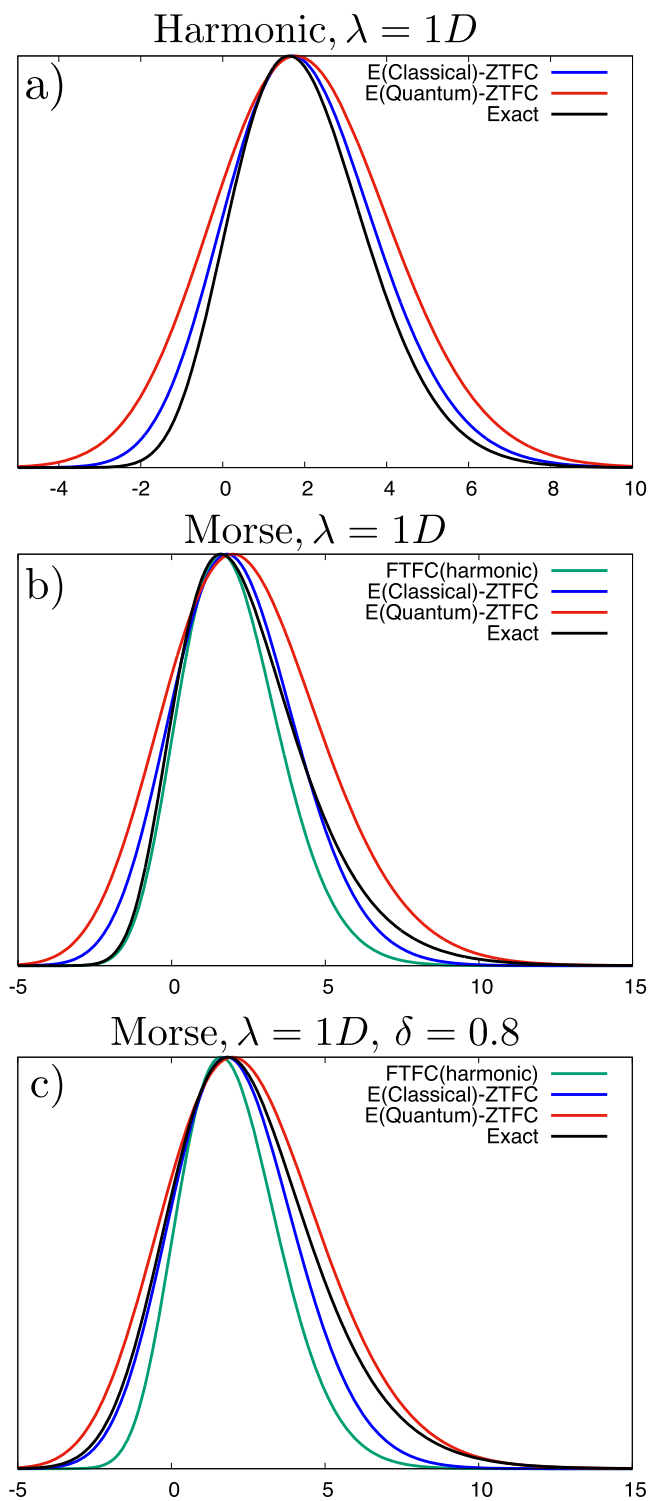 Harmonic, λ = 1D
a)
E(Classical)-ZTFC
E(Quantum)-ZTFC
Exact
-4 -2 0 2 4 6 8 10
Morse, λ = 1D
b)
FTFC(harmonic)
E(Classical)-ZTFC
E(Quantum)-ZTFC
Exact
-5 0 5 10 15
Morse, λ = 1D, δ = 0.8
c)
FTFC(harmonic)
E(Classical)-ZTFC
E(Quantum)-ZTFC
Exact
-5 0 5 10 15